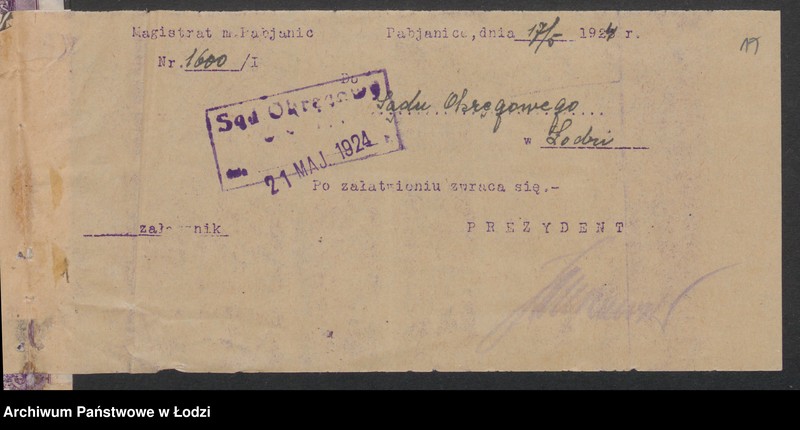 Magistrat m. Pabjanic Pabjanice, dnia 17/5 1924 r.
Nr. 1600 /I
Do
Sądu Okręgowego
w Łodzi
Sąd Okręgowy
21 MAJ. 1924 r.
Po załatwieniu zwraca się.-
załącznik
PREZYDENT
Archiwum Państwowe w Łodzi